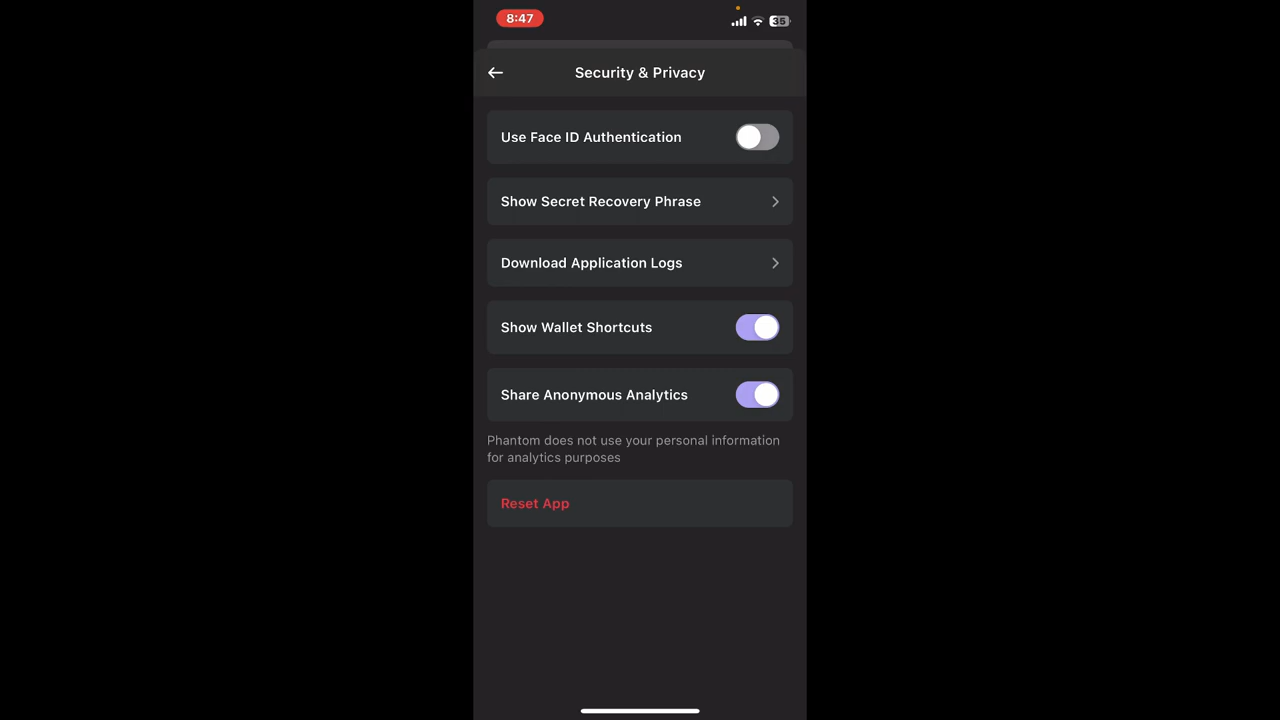 8:47
35
Security & Privacy
Use Face ID Authentication
Show Secret Recovery Phrase
Download Application Logs
Show Wallet Shortcuts
Share Anonymous Analytics
Phantom does not use your personal information
for analytics purposes
Reset App